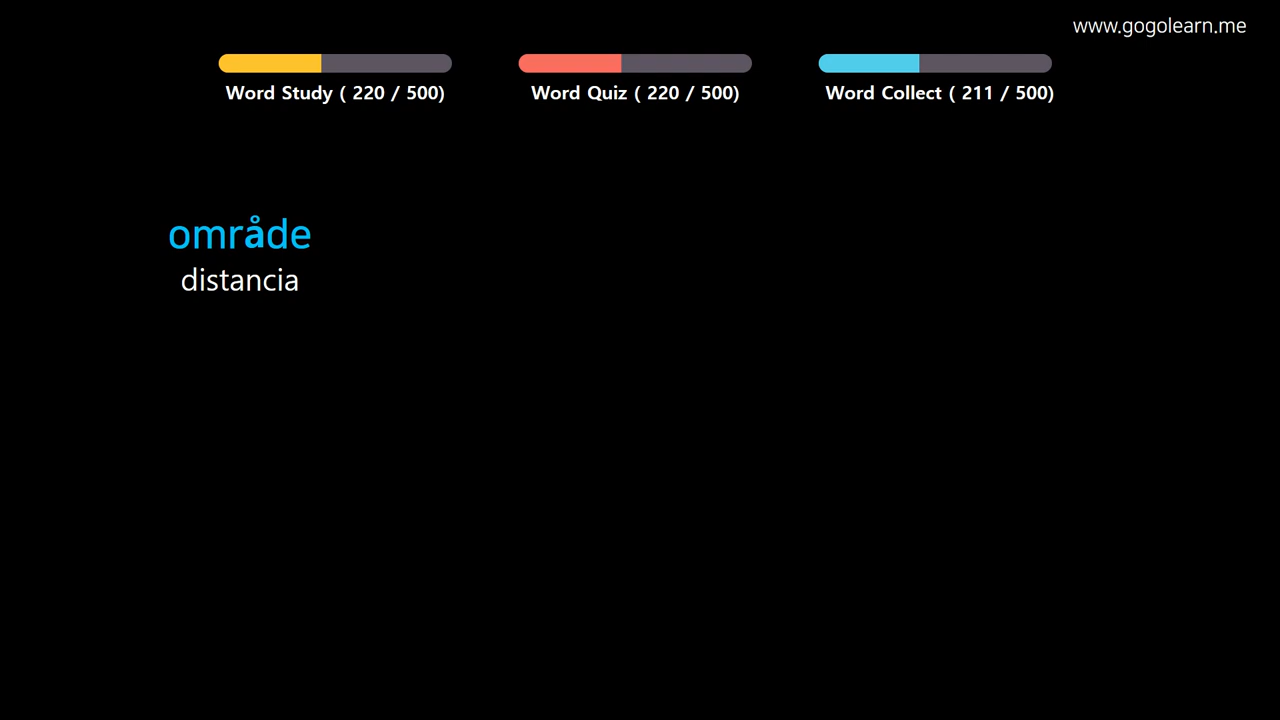 www.gogolearn.me
Word Study ( 220 / 500)
Word Quiz ( 220 / 500)
Word Collect ( 211 / 500)
område
distancia